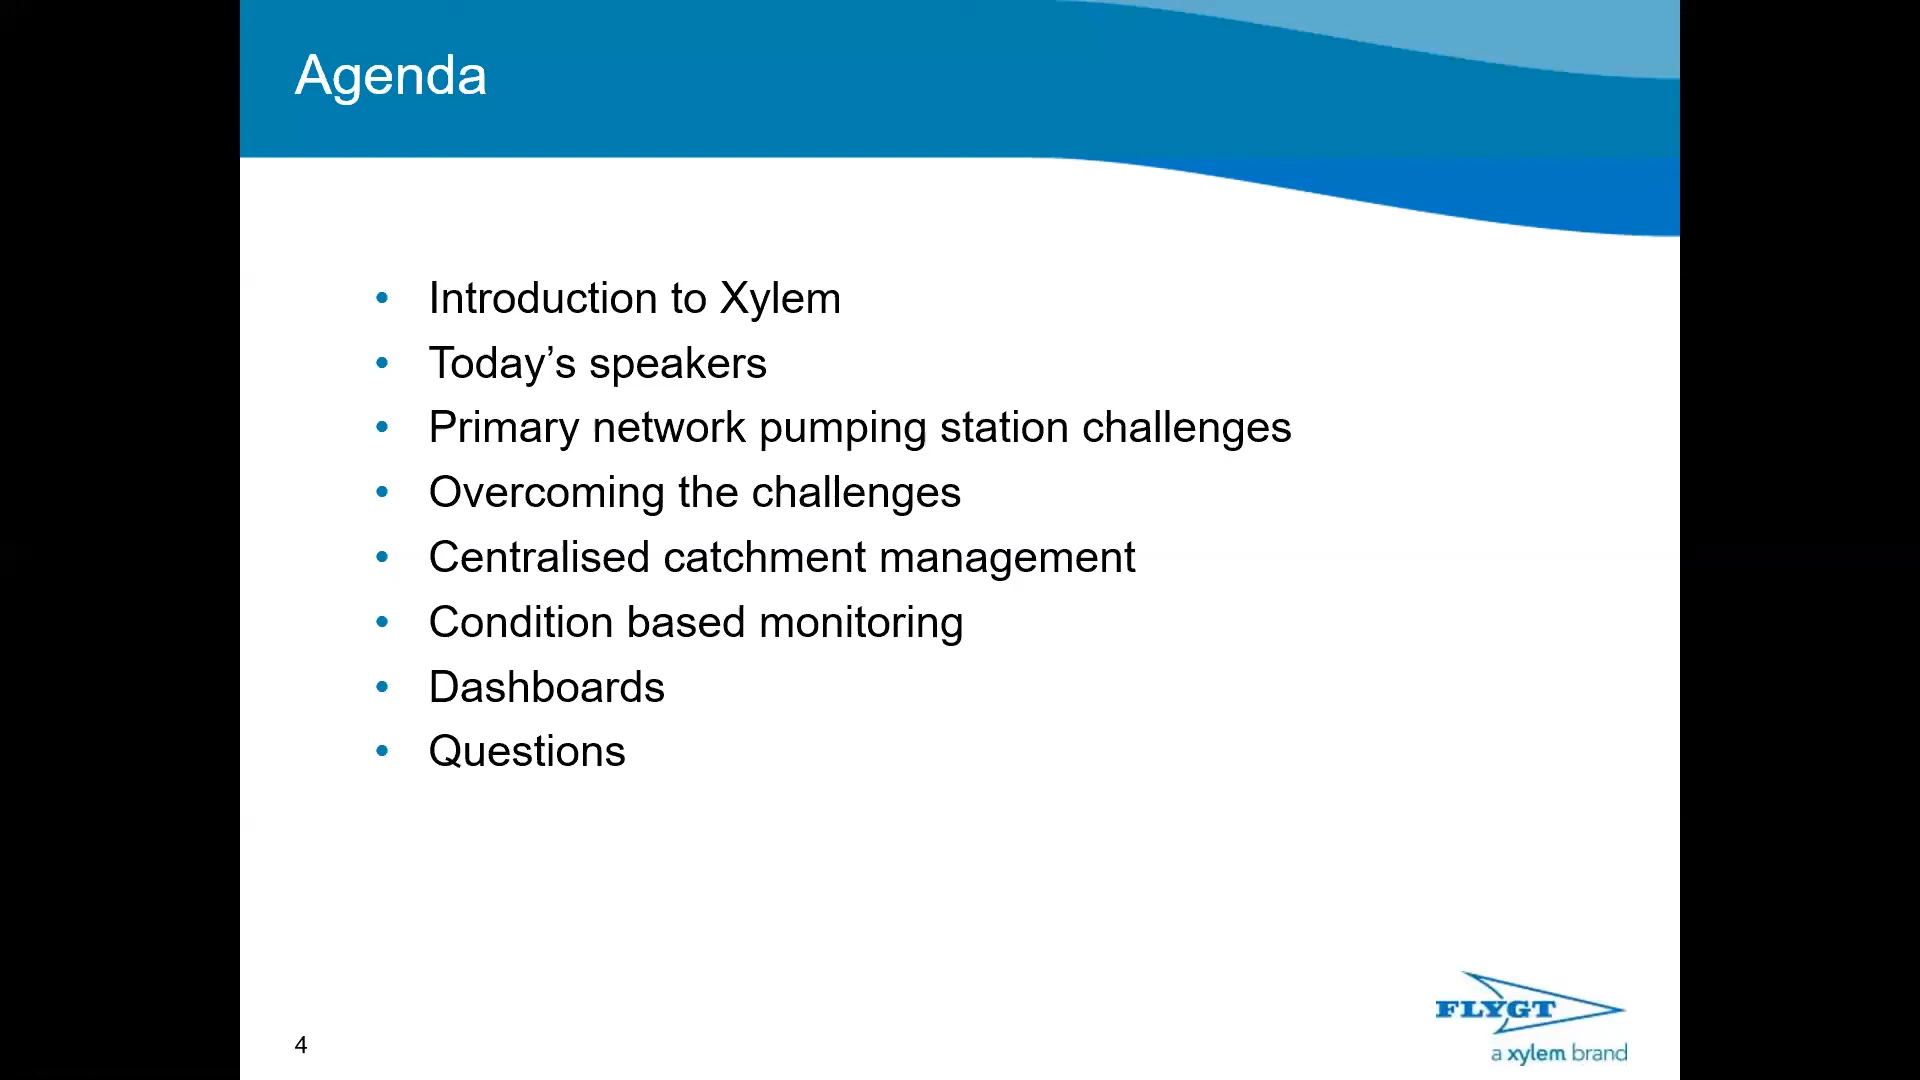 Agenda
• Introduction to Xylem
• Today’s speakers
• Primary network pumping station challenges
• Overcoming the challenges
• Centralised catchment management
• Condition based monitoring
• Dashboards
• Questions
4
FLYGT
a xylem brand